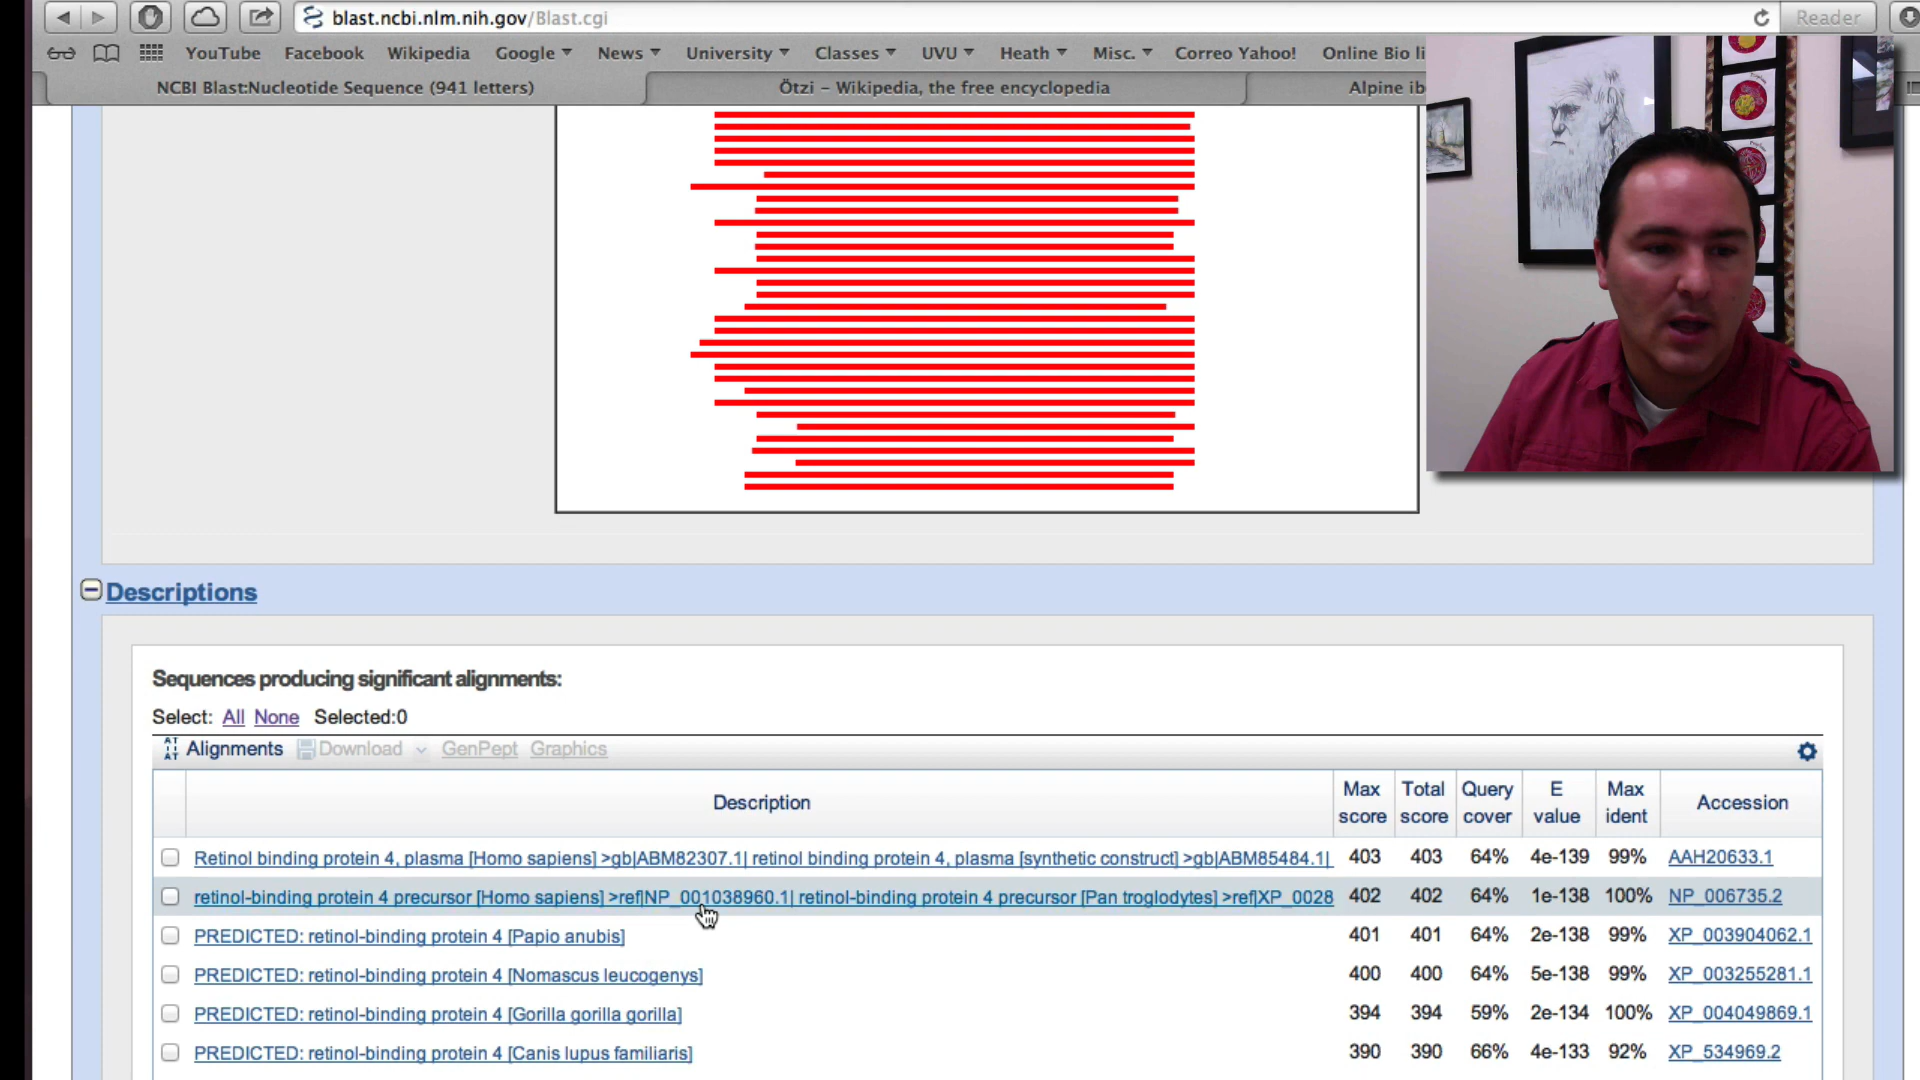 blast.ncbi.nlm.nih.gov/Blast.cgi
Reader
YouTube Facebook Wikipedia Google News University Classes UVU Heath Misc. Correo Yahoo! Online Bio li
NCBI Blast:Nucleotide Sequence (941 letters)
Ötzi – Wikipedia, the free encyclopedia
Alpine ib
Descriptions
Sequences producing significant alignments:
Select: All None Selected:0
Alignments Download GenPept Graphics
Description Max score Total score Query cover E value Max ident Accession
Retinol binding protein 4, plasma [Homo sapiens] >gb|ABM82307.1| retinol binding protein 4, plasma [synthetic construct] >gb|ABM85484.1| 403 403 64% 4e-139 99% AAH20633.1
retinol-binding protein 4 precursor [Homo sapiens] >ref|NP_001038960.1| retinol-binding protein 4 precursor [Pan troglodytes] >ref|XP_0028 402 402 64% 1e-138 100% NP_006735.2
PREDICTED: retinol-binding protein 4 [Papio anubis] 401 401 64% 2e-138 99% XP_003904062.1
PREDICTED: retinol-binding protein 4 [Nomascus leucogenys] 400 400 64% 5e-138 99% XP_003255281.1
PREDICTED: retinol-binding protein 4 [Gorilla gorilla gorilla] 394 394 59% 2e-134 100% XP_004049869.1
PREDICTED: retinol-binding protein 4 [Canis lupus familiaris] 390 390 66% 4e-133 92% XP_534969.2